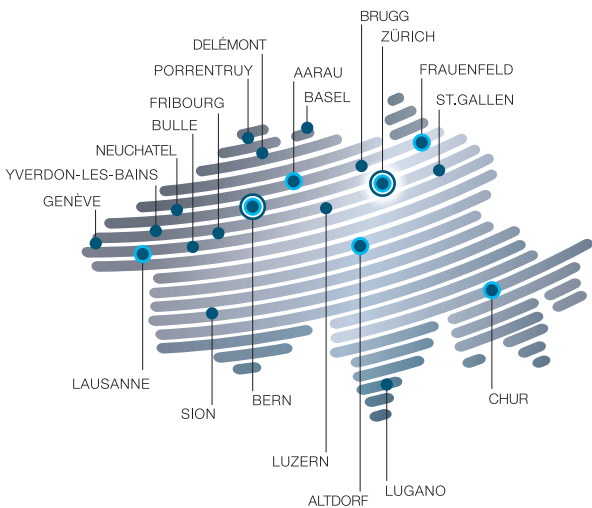 BRUGG
ZÜRICH
DELÉMONT
PORRENTRUY
AARAU
FRAUENFELD
BASEL
FRIBOURG
ST.GALLEN
BULLE
NEUCHATEL
YVERDON-LES-BAINS
GENÈVE
LAUSANNE
SION
BERN
CHUR
LUZERN
ALTDORF
LUGANO